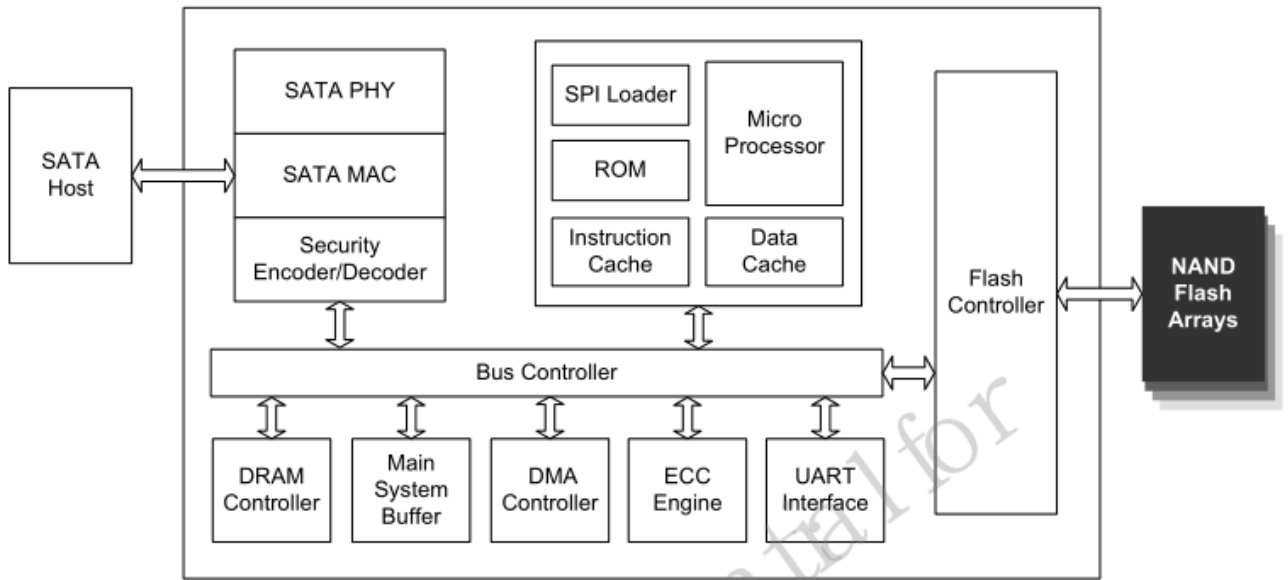 SATA
Host
SATA PHY
SATA MAC
Security
Encoder/Decoder
SPI Loader
ROM
Instruction
Cache
Micro
Processor
Data
Cache
Flash
Controller
NAND
Flash
Arrays
Bus Controller
DRAM
Controller
Main
System
Buffer
DMA
Controller
ECC
Engine
UART
Interface
for